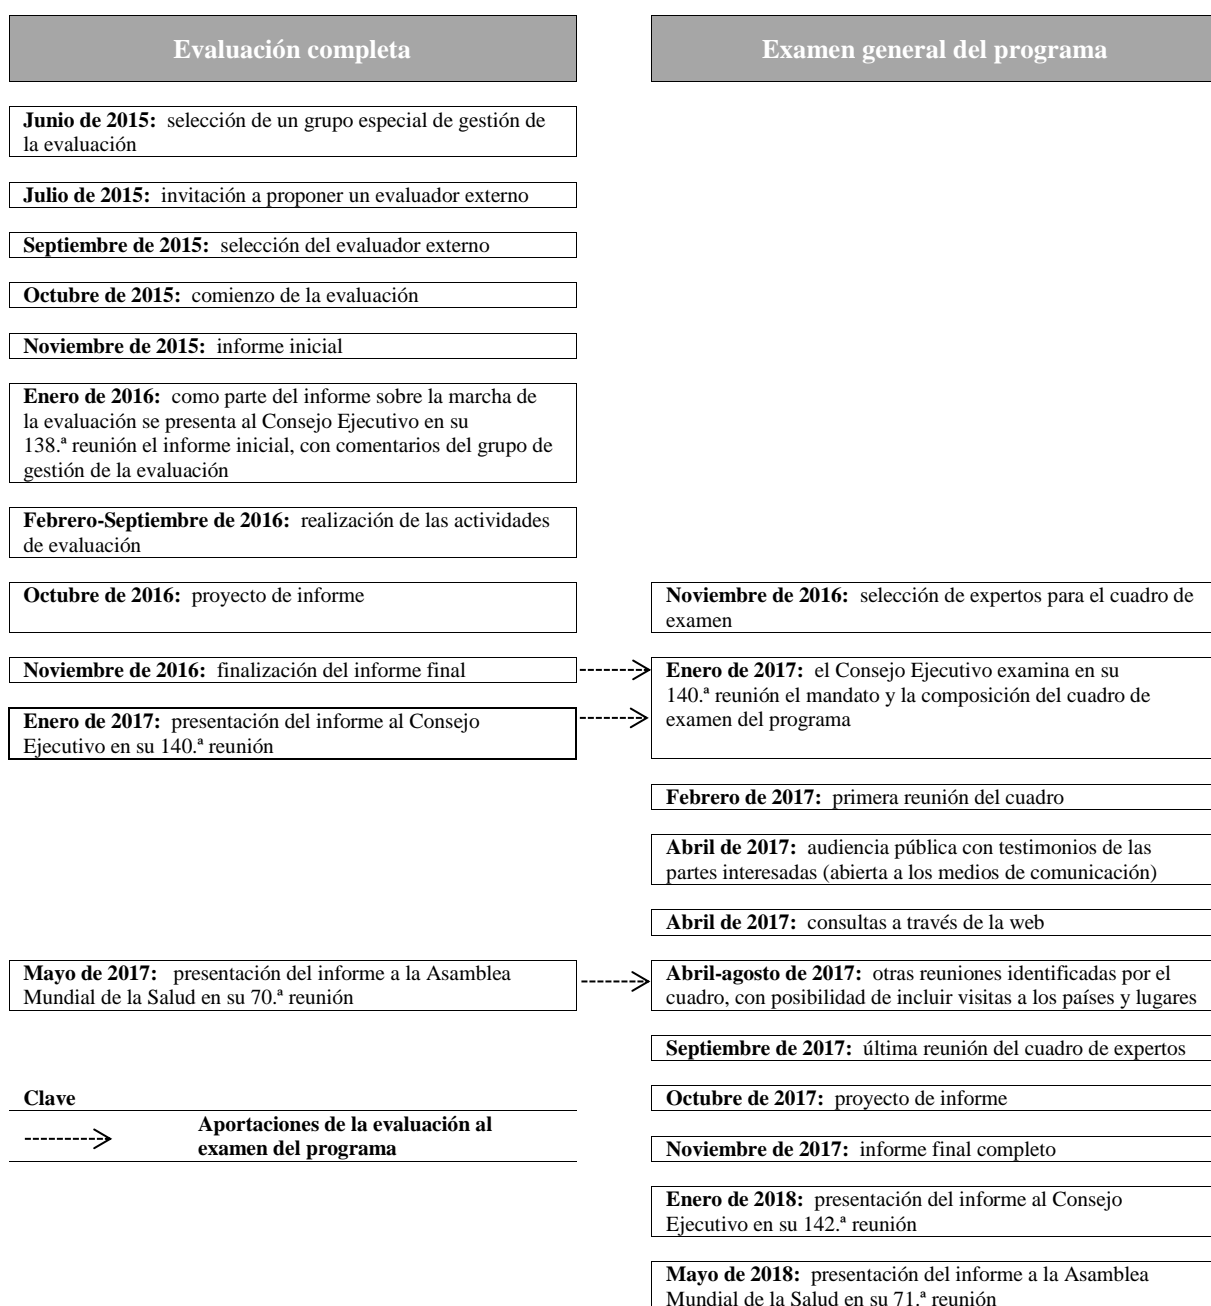 Evaluación completa
Junio de 2015: selección de un grupo especial de gestión de
la evaluación
Julio de 2015: invitación a proponer un evaluador externo
Septiembre de 2015: selección del evaluador externo
Octubre de 2015: comienzo de la evaluación
Noviembre de 2015: informe inicial
Enero de 2016: como parte del informe sobre la marcha de
la evaluación se presenta al Consejo Ejecutivo en su
138.ª reunión el informe inicial, con comentarios del grupo de
gestión de la evaluación
Febrero-Septiembre de 2016: realización de las actividades
de evaluación
Octubre de 2016: proyecto de informe
Noviembre de 2016: finalización del informe final
Enero de 2017: presentación del informe al Consejo
Ejecutivo en su 140.ª reunión
Mayo de 2017: presentación del informe a la Asamblea
Mundial de la Salud en su 70.ª reunión
Clave
Aportaciones de la evaluación al
examen del programa
Examen general del programa
Noviembre de 2016: selección de expertos para el cuadro de
examen
Enero de 2017: el Consejo Ejecutivo examina en su
140.ª reunión el mandato y la composición del cuadro de
examen del programa
Febrero de 2017: primera reunión del cuadro
Abril de 2017: audiencia pública con testimonios de las
partes interesadas (abierta a los medios de comunicación)
Abril de 2017: consultas a través de la web
Abril-agosto de 2017: otras reuniones identificadas por el
cuadro, con posibilidad de incluir visitas a los países y lugares
Septiembre de 2017: última reunión del cuadro de expertos
Octubre de 2017: proyecto de informe
Noviembre de 2017: informe final completo
Enero de 2018: presentación del informe al Consejo
Ejecutivo en su 142.ª reunión
Mayo de 2018: presentación del informe a la Asamblea
Mundial de la Salud en su 71.ª reunión